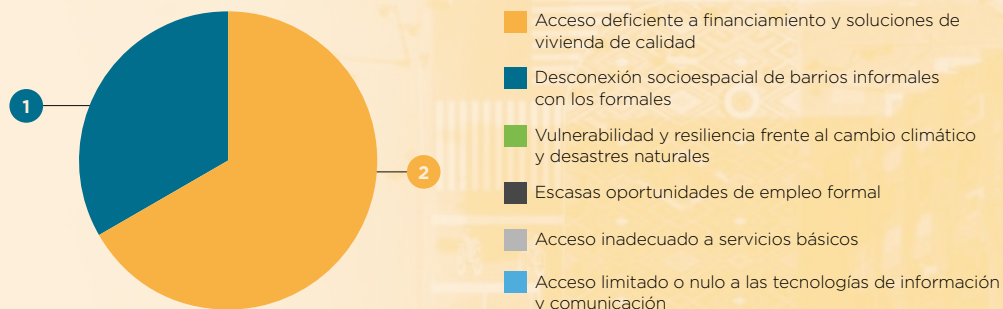 1
2
Acceso deficiente a financiamiento y soluciones de
vivienda de calidad
Desconexión socioespacial de barrios informales
con los formales
Vulnerabilidad y resiliencia frente al cambio climático
y desastres naturales
Escasas oportunidades de empleo formal
Acceso inadecuado a servicios básicos
Acceso limitado o nulo a las tecnologías de información
y comunicación